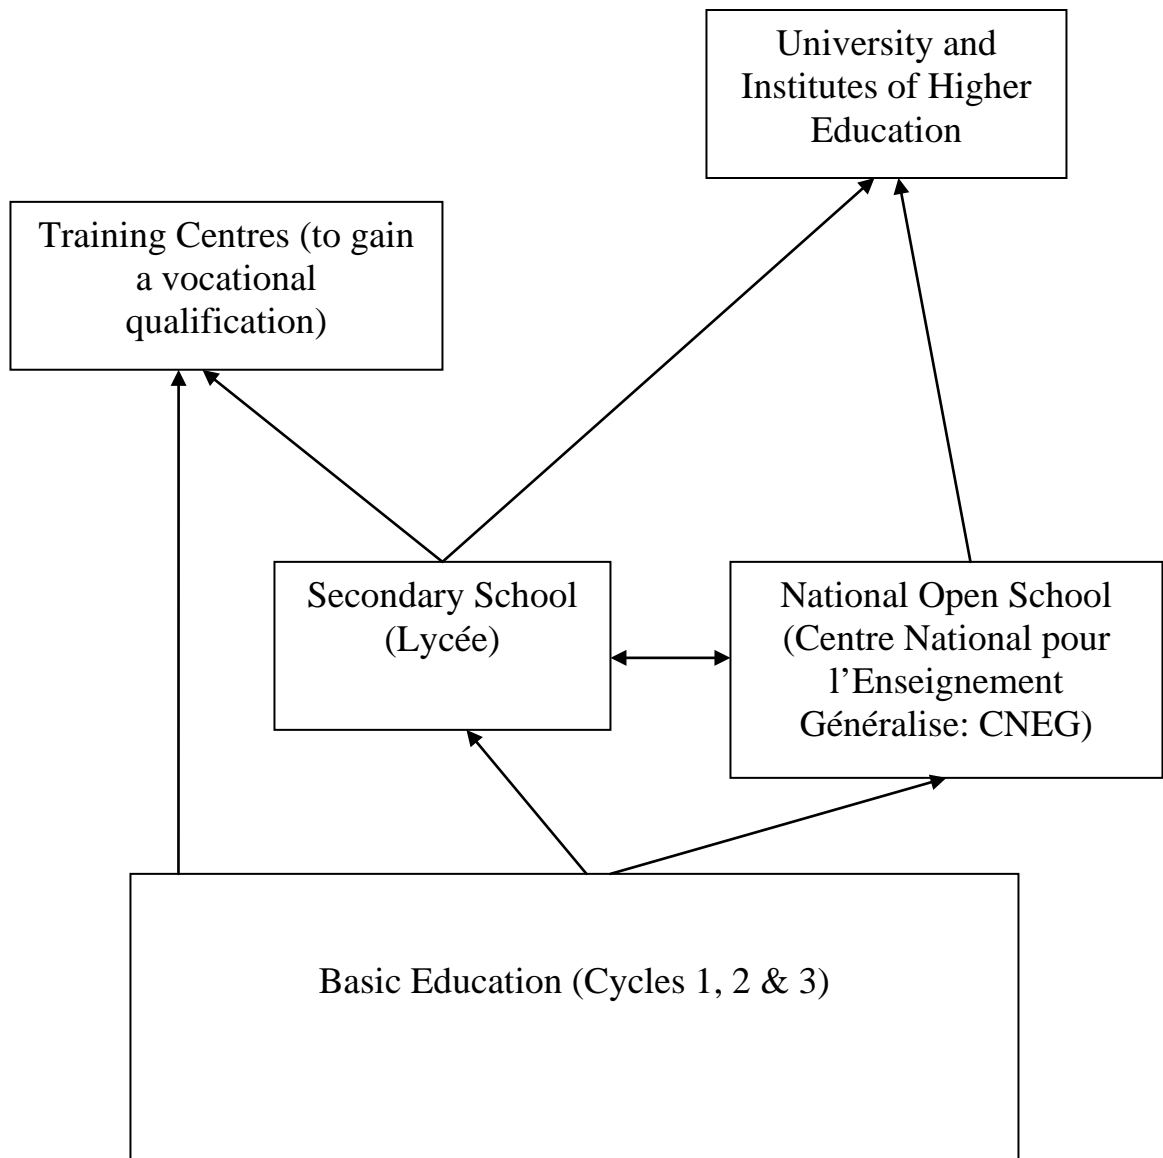 University and
Institutes of Higher
Education
Training Centres (to gain
a vocational
qualification)
Secondary School
(Lycée)
National Open School
(Centre National pour
l’Enseignement
Généralise: CNEG)
Basic Education (Cycles 1, 2 & 3)